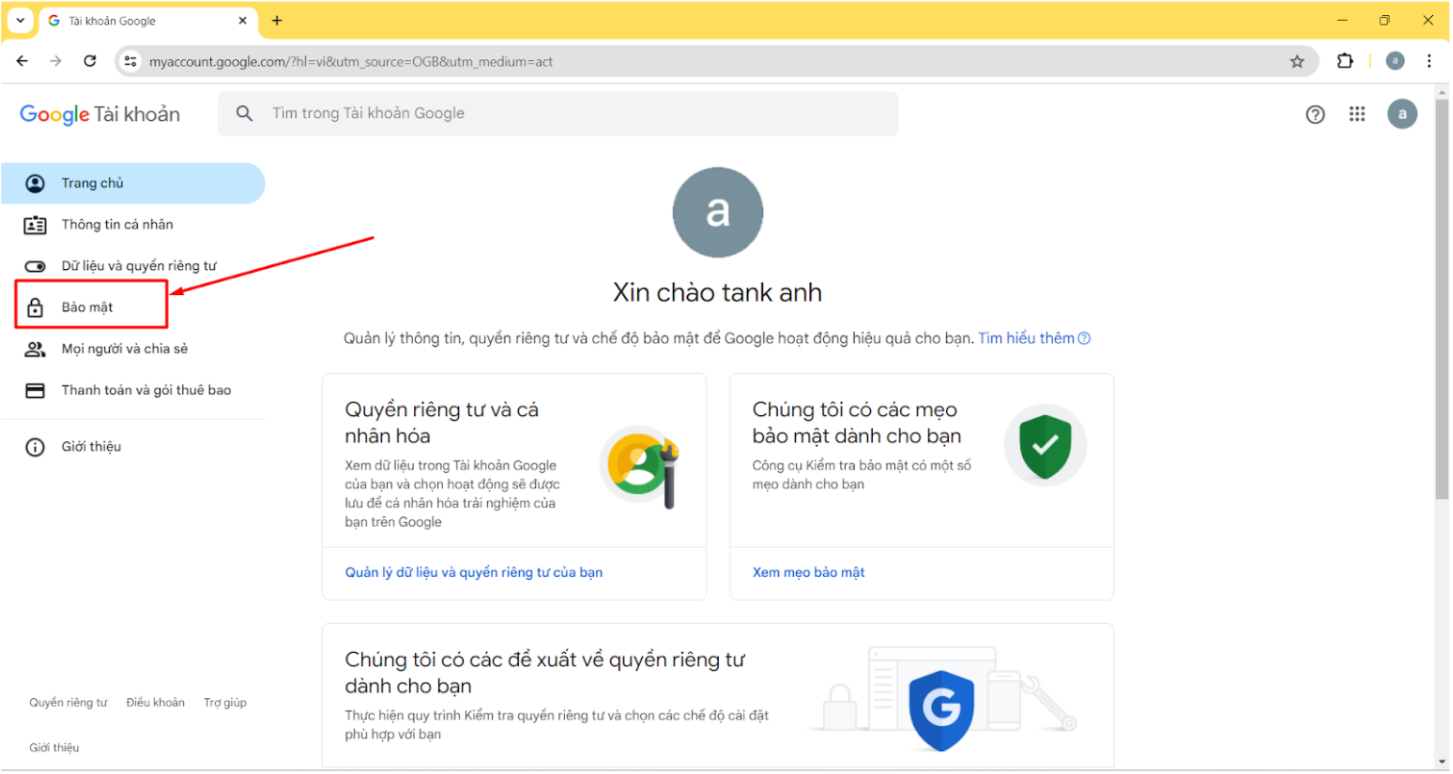 Tài khoản Google
myaccount.google.com/?hl=vi&utm_source=OGB&utm_medium=act
a
Google Tài khoản
Tìm trong Tài khoản Google
a
Trang chủ
Thông tin cá nhân
Dữ liệu và quyền riêng tư
Bảo mật
Mọi người và chia sẻ
Thanh toán và gói thuê bao
Giới thiệu
a
Xin chào tank anh
Quản lý thông tin, quyền riêng tư và chế độ bảo mật để Google hoạt động hiệu quả cho bạn. Tìm hiểu thêm
Quyền riêng tư và cá
nhân hóa
Xem dữ liệu trong Tài khoản Google
của bạn và chọn hoạt động sẽ được
lưu để cá nhân hóa trải nghiệm của
bạn trên Google
Quản lý dữ liệu và quyền riêng tư của bạn
Chúng tôi có các mẹo
bảo mật dành cho bạn
Công cụ Kiểm tra bảo mật có một số
mẹo dành cho bạn
Xem mẹo bảo mật
Chúng tôi có các đề xuất về quyền riêng tư
dành cho bạn
Thực hiện quy trình Kiểm tra quyền riêng tư và chọn các chế độ cài đặt
phù hợp với bạn
G
Quyền riêng tư Điều khoản Trợ giúp
Giới thiệu